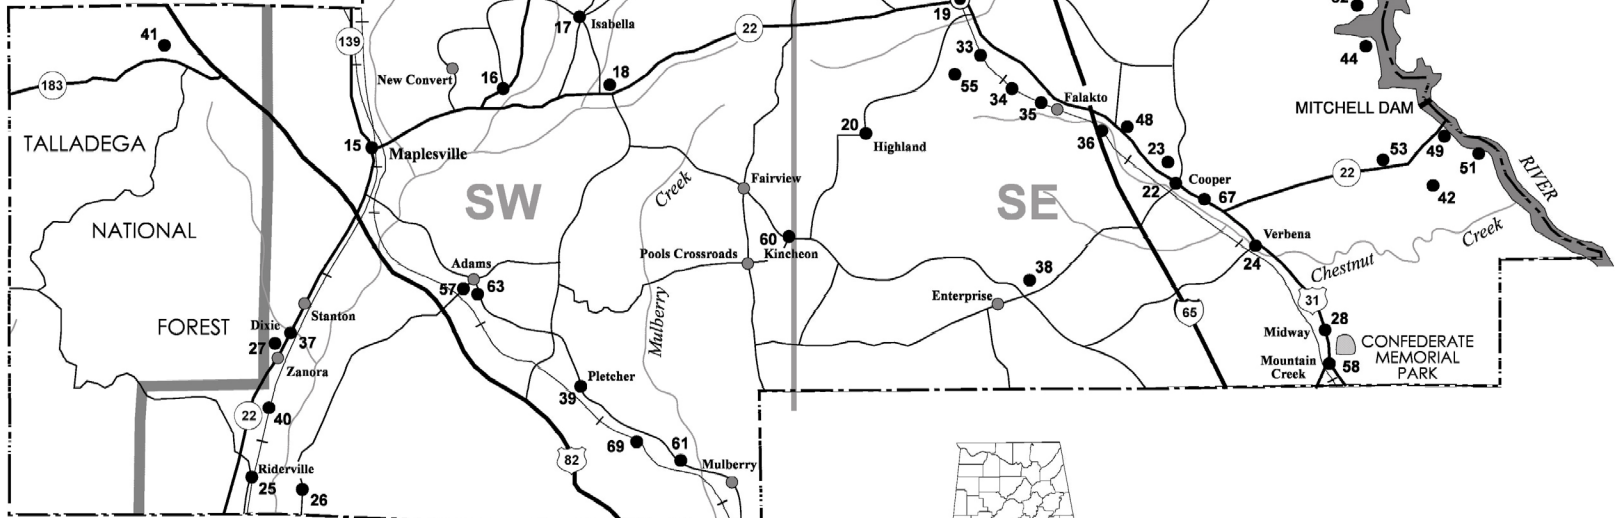 19
52
17
Isabella
139
22
41
33
44
New Convert
16
18
55
183
34
Falakto
35
MITCHELL DAM
48
20
TALLADEGA
15
Maplesville
Highland
36
49
53
23
51
RIVER
Creek
Fairview
22
Cooper
22
67
42
SW
SE
NATIONAL
60
Kincheon
Verbena
Creek
Pools Crossroads
24
Chestnut
Adams
57
63
38
Enterprise
31
65
Mulberry
Stanton
FOREST
Dixie
37
27
28
Midway
CONFEDERATE
MEMORIAL
PARK
Zanora
Mountain
Creek
58
Pletcher
39
22
40
69
61
82
Mulberry
Riderville
25
26